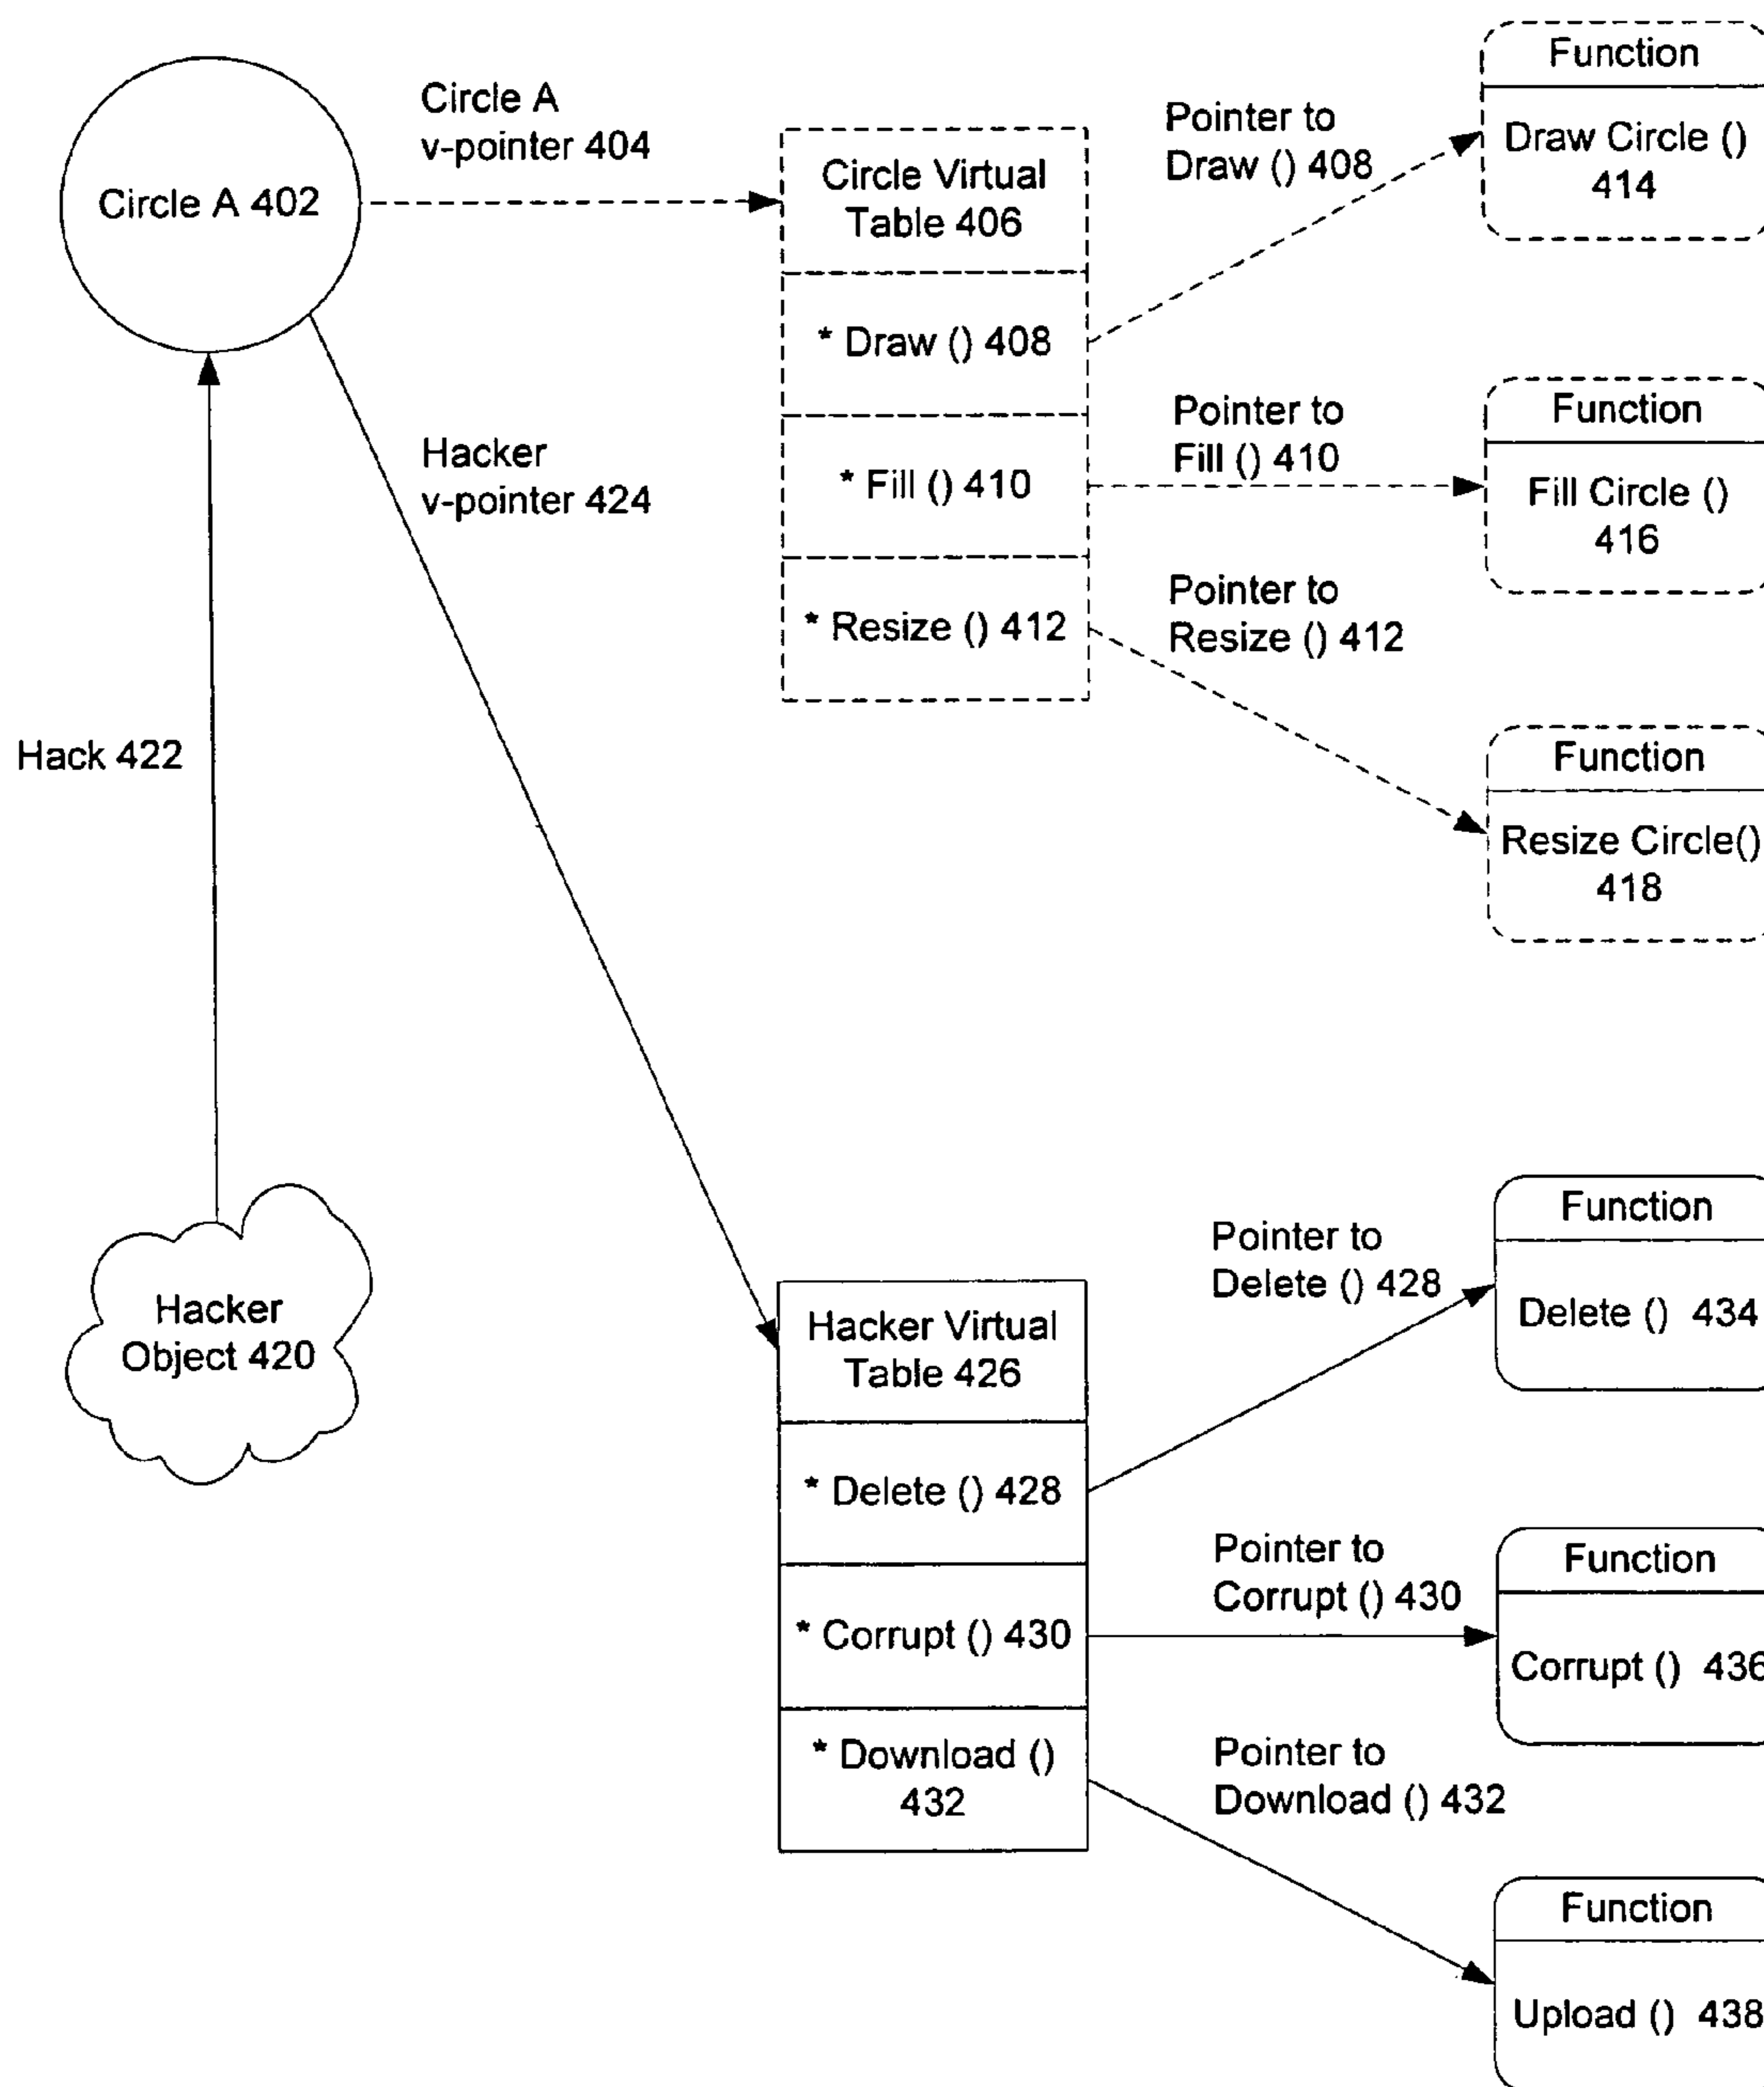 Circle A 402
Circle A
v-pointer 404
Circle Virtual
Table 406
* Draw () 408
* Fill () 410
* Resize () 412
Pointer to
Draw () 408
Function
Draw Circle ()
414
Pointer to
Fill () 410
Function
Fill Circle ()
416
Pointer to
Resize () 412
Function
Resize Circle()
418
Hacker
v-pointer 424
Hack 422
Hacker
Object 420
Hacker Virtual
Table 426
* Delete () 428
* Corrupt () 430
* Download ()
432
Pointer to
Delete () 428
Function
Delete () 434
Pointer to
Corrupt () 430
Function
Corrupt () 436
Pointer to
Download () 432
Function
Upload () 438